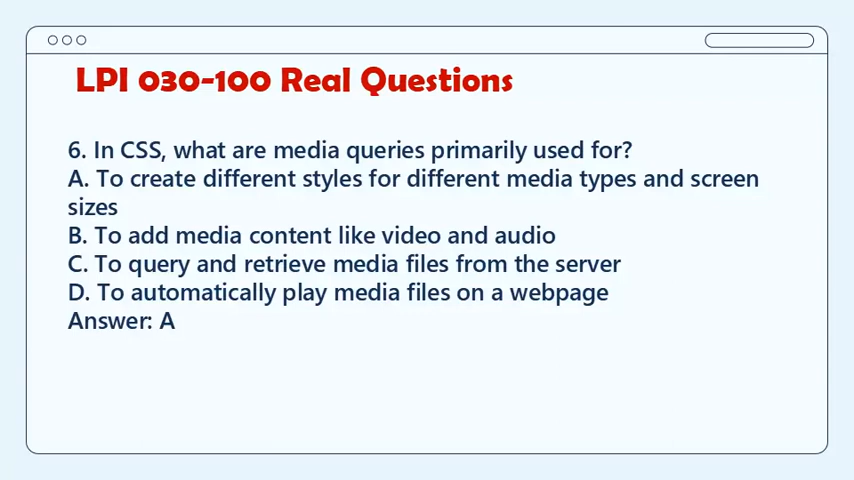 LPI 030-100 Real Questions
6. In CSS, what are media queries primarily used for?
A. To create different styles for different media types and screen
sizes
B. To add media content like video and audio
C. To query and retrieve media files from the server
D. To automatically play media files on a webpage
Answer: A